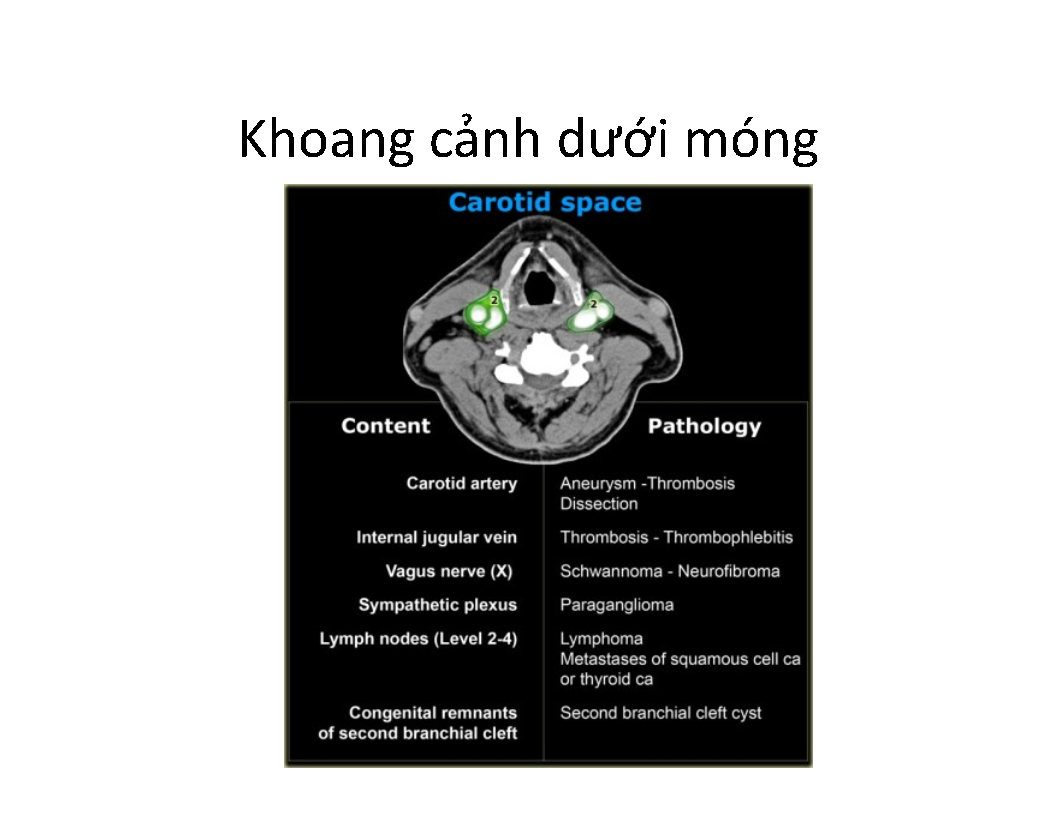 Khoang cảnh dưới móng
Carotid space
2
2
Content
Pathology
Carotid artery
Aneurysm -Thrombosis
Dissection
Internal jugular vein
Thrombosis - Thrombophlebitis
Vagus nerve (X)
Schwannoma - Neurofibroma
Sympathetic plexus
Paraganglioma
Lymph nodes (Level 2-4)
Lymphoma
Metastases of squamous cell ca
or thyroid ca
Congenital remnants
of second branchial cleft
Second branchial cleft cyst